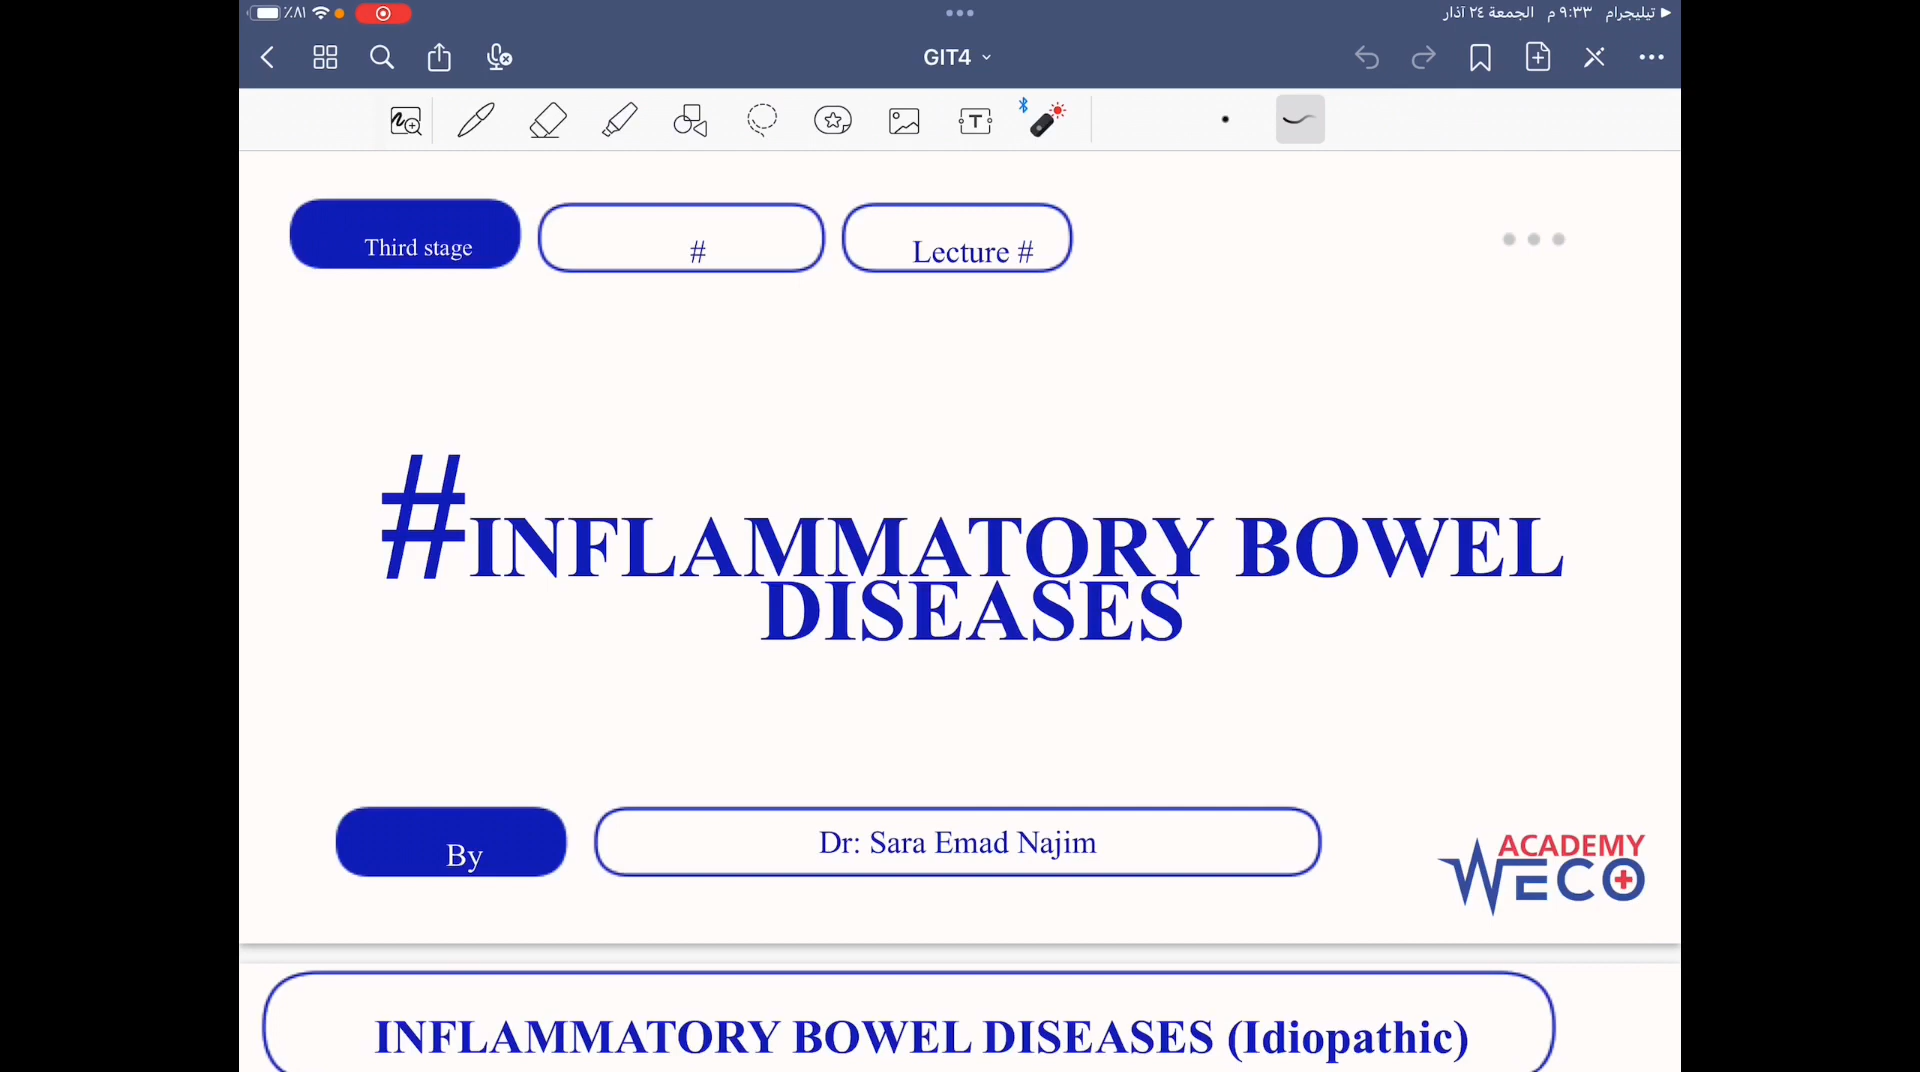 ٪٨١
الجمعة ٢٤ آذار ٩:٣٣ م تيليجرام
GIT4
T
Third stage
#
Lecture #
#INFLAMMATORY BOWEL
DISEASES
By
Dr: Sara Emad Najim
ACADEMY
WECO
INFLAMMATORY BOWEL DISEASES (Idiopathic)